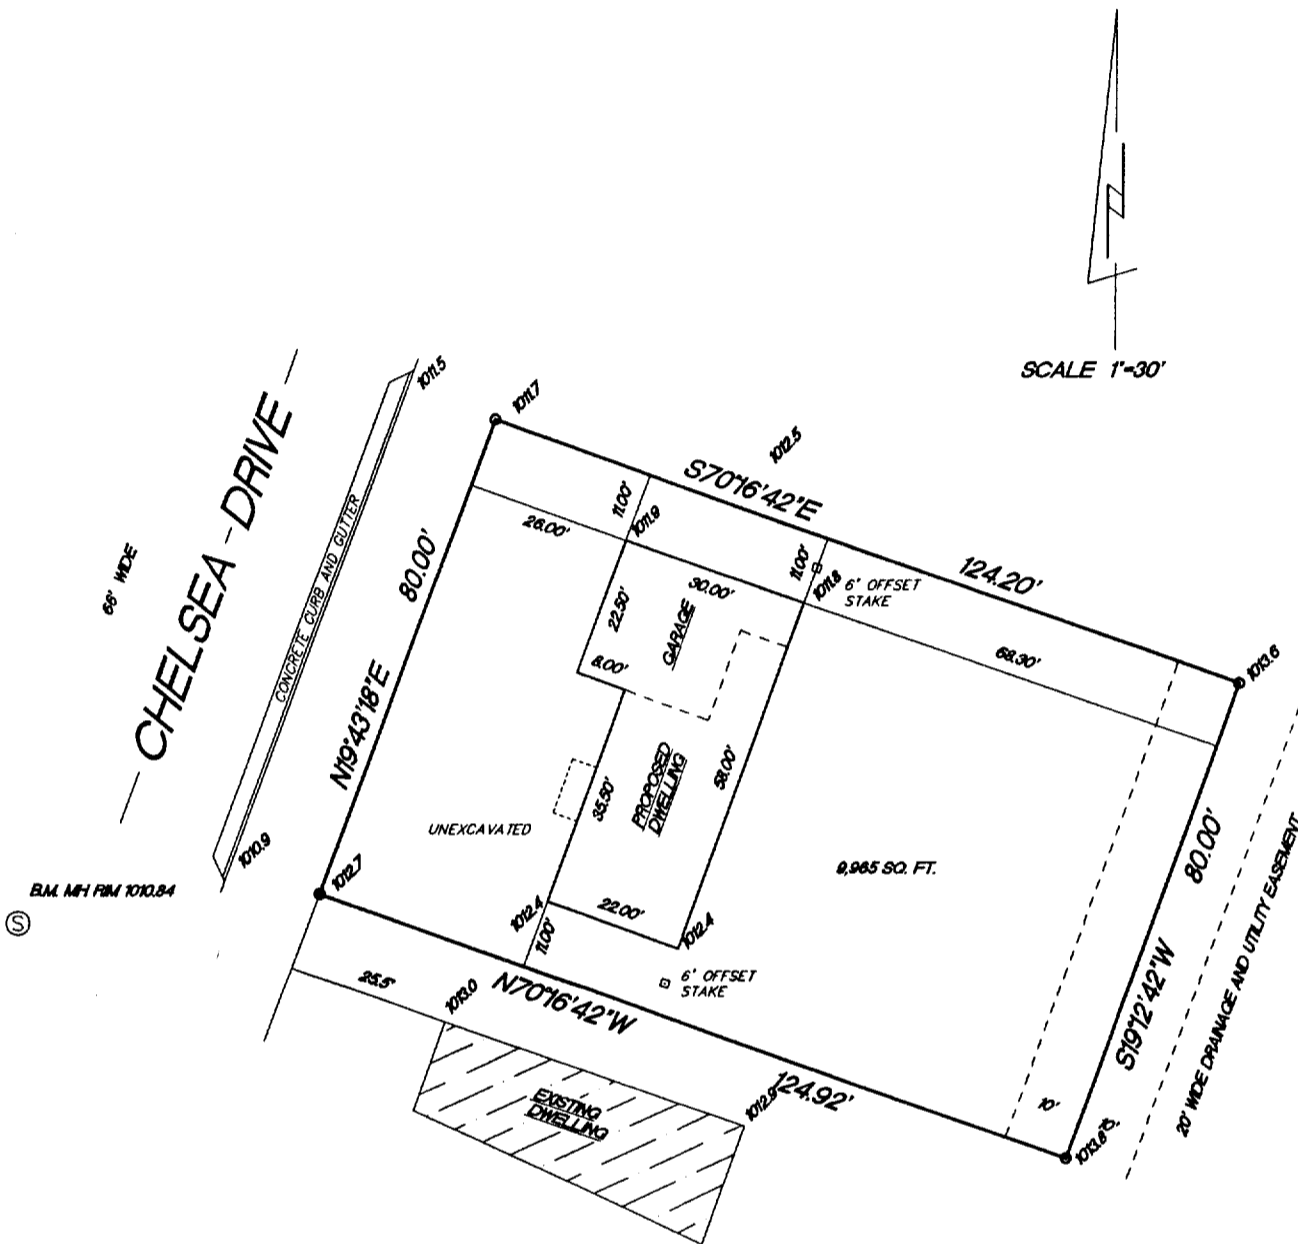 SCALE 1"=30'
1011.5
1011.7
1012.5
S70°16'42"E
124.20'
11.00'
1011.9
26.00'
11.00'
1011.8
6' OFFSET
STAKE
30.00'
22.50'
GARAGE
8.00'
68.30'
1013.6
66' WIDE
CHELSEA DRIVE
CONCRETE CURB AND GUTTER
80.00'
N19°43'18"E
PROPOSED
DWELLING
58.00'
35.50'
UNEXCAVATED
9,965 SQ. FT.
80.00'
S19°12'42"W
20' WIDE DRAINAGE AND UTILITY EASEMENT
1010.9
1012.7
B.M. MH RIM 1010.84
S
1012.4
22.00'
1012.4
11.00'
6' OFFSET
STAKE
25.5'
1013.0
N70°16'42"W
124.92'
EXISTING
DWELLING
1012.9
10'